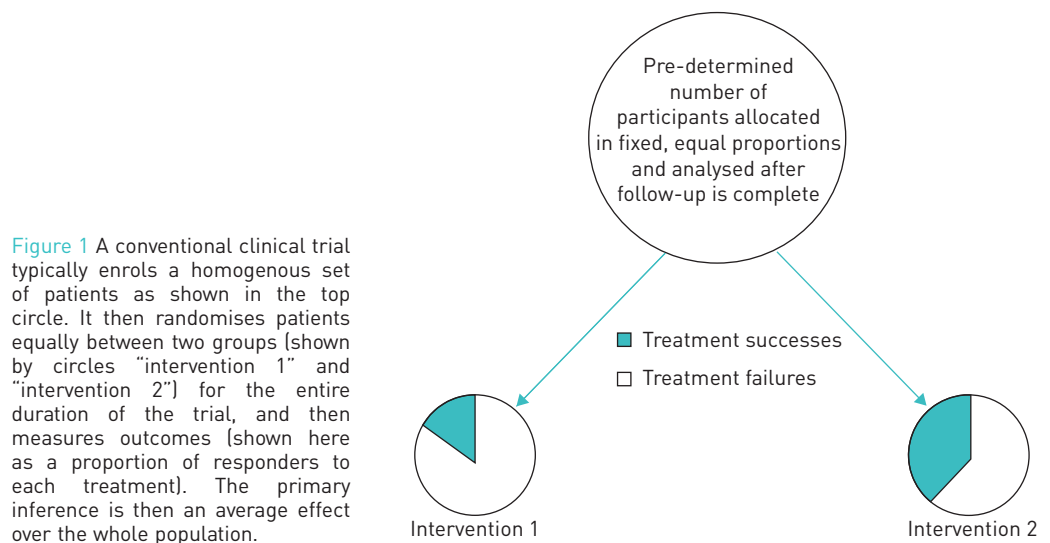 Pre-determined
number of
participants allocated
in fixed, equal proportions
and analysed after
follow-up is complete
Figure 1 A conventional clinical trial
typically enrols a homogenous set
of patients as shown in the top
circle. It then randomises patients
equally between two groups (shown
by circles “intervention 1” and
“intervention 2”) for the entire
duration of the trial, and then
measures outcomes (shown here
as a proportion of responders to
each treatment). The primary
inference is then an average effect
over the whole population.
Treatment successes
Treatment failures
Intervention 1
Intervention 2